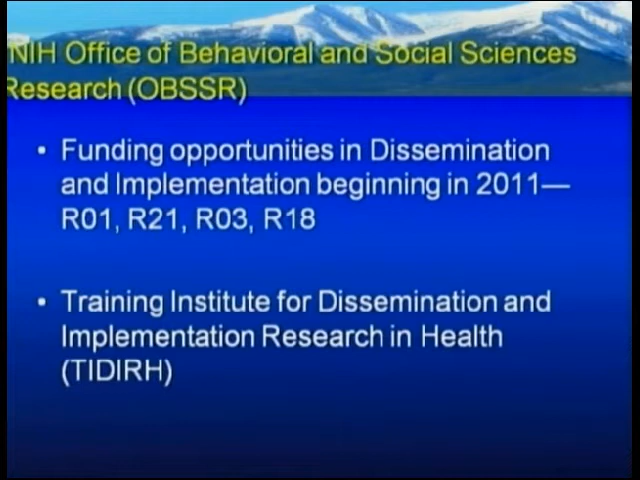 NIH Office of Behavioral and Social Sciences
Research (OBSSR)
• Funding opportunities in Dissemination
and Implementation beginning in 2011—
R01, R21, R03, R18
• Training Institute for Dissemination and
Implementation Research in Health
(TIDIRH)